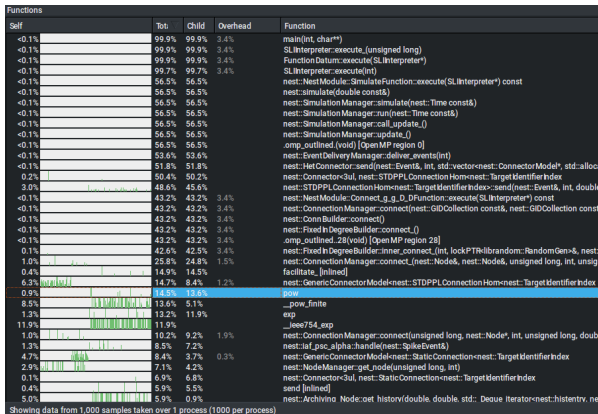 Functions
Self Tot: Child Overhead Function
<0.1% 99.9% 99.9% 3.4% main(int, char**)
<0.1% 99.9% 99.9% 3.4% SLIInterpreter::execute_(unsigned long)
<0.1% 99.9% 99.9% 3.4% FunctionDatum::execute(SLIInterpreter*)
<0.1% 99.7% 99.7% 3.4% SLIInterpreter::execute(int)
<0.1% 56.5% 56.5% nest::NestModule::SimulateFunction::execute(SLIInterpreter*) const
<0.1% 56.5% 56.5% nest::simulate(double const&)
<0.1% 56.5% 56.5% nest::SimulationManager::simulate(nest::Time const&)
<0.1% 56.5% 56.5% nest::SimulationManager::run(nest::Time const&)
<0.1% 56.5% 56.5% nest::SimulationManager::call_update_()
<0.1% 56.5% 56.5% nest::SimulationManager::update_()
<0.1% 56.5% 56.5% .omp_outlined.(void) [OpenMP region 0]
<0.1% 53.6% 53.6% nest::EventDeliveryManager::deliver_events(int)
<0.1% 51.8% 51.8% nest::HetConnector::send(nest::Event&, int, std::vector<nest::ConnectorModel*, std::alloc
0.2% 50.4% 50.2% nest::Connector<3ul, nest::STDPPLConnectionHom<nest::TargetIdentifierIndex
3.0% 48.6% 45.6% nest::STDPPLConnectionHom<nest::TargetIdentifierIndex>::send(nest::Event&, int, double
<0.1% 43.2% 43.2% 3.4% nest::NestModule::Connect_g_g_D_DFunction::execute(SLIInterpreter*) const
<0.1% 43.2% 43.2% 3.4% nest::ConnectionManager::connect(nest::GIDCollection const&, nest::GIDCollection const
<0.1% 43.2% 43.2% 3.4% nest::ConnBuilder::connect()
<0.1% 43.2% 43.2% 3.4% nest::FixedInDegreeBuilder::connect_()
<0.1% 43.2% 43.2% 3.4% .omp_outlined..28(void) [OpenMP region 28]
0.1% 42.6% 42.5% 3.4% nest::FixedInDegreeBuilder::inner_connect_(int, lockPTR<librandom::RandomGen>&, nest:
1.0% 25.8% 24.8% 1.5% nest::ConnectionManager::connect_(nest::Node&, nest::Node&, unsigned long, int, unsign
0.4% 14.9% 14.5% facilitate_ [inlined]
6.3% 14.7% 8.4% 1.2% nest::GenericConnectorModel<nest::STDPPLConnectionHom<nest::TargetIdentifierIndex
0.9% 14.5% 13.6% pow
8.5% 13.6% 5.1% __pow_finite
1.3% 13.2% 11.9% exp
11.9% 11.9% __ieee754_exp
1.0% 10.2% 9.2% 1.9% nest::ConnectionManager::connect(unsigned long, nest::Node*, int, unsigned long, doub
1.3% 8.5% 7.2% nest::iaf_psc_alpha::handle(nest::SpikeEvent&)
4.7% 8.4% 3.7% 0.3% nest::GenericConnectorModel<nest::StaticConnection<nest::TargetIdentifierIndex
2.9% 7.1% 4.2% nest::NodeManager::get_node(unsigned long, int)
0.1% 6.9% 6.8% nest::Connector<3ul, nest::StaticConnection<nest::TargetIdentifierIndex
0.4% 5.9% 5.5% send [inlined]
5.0% 5.9% 0.9% nest::Archiving_Node::get_history(double, double, std::_Deque_iterator<nest::histentry, ne
Showing data from 1,000 samples taken over 1 process (1000 per process)